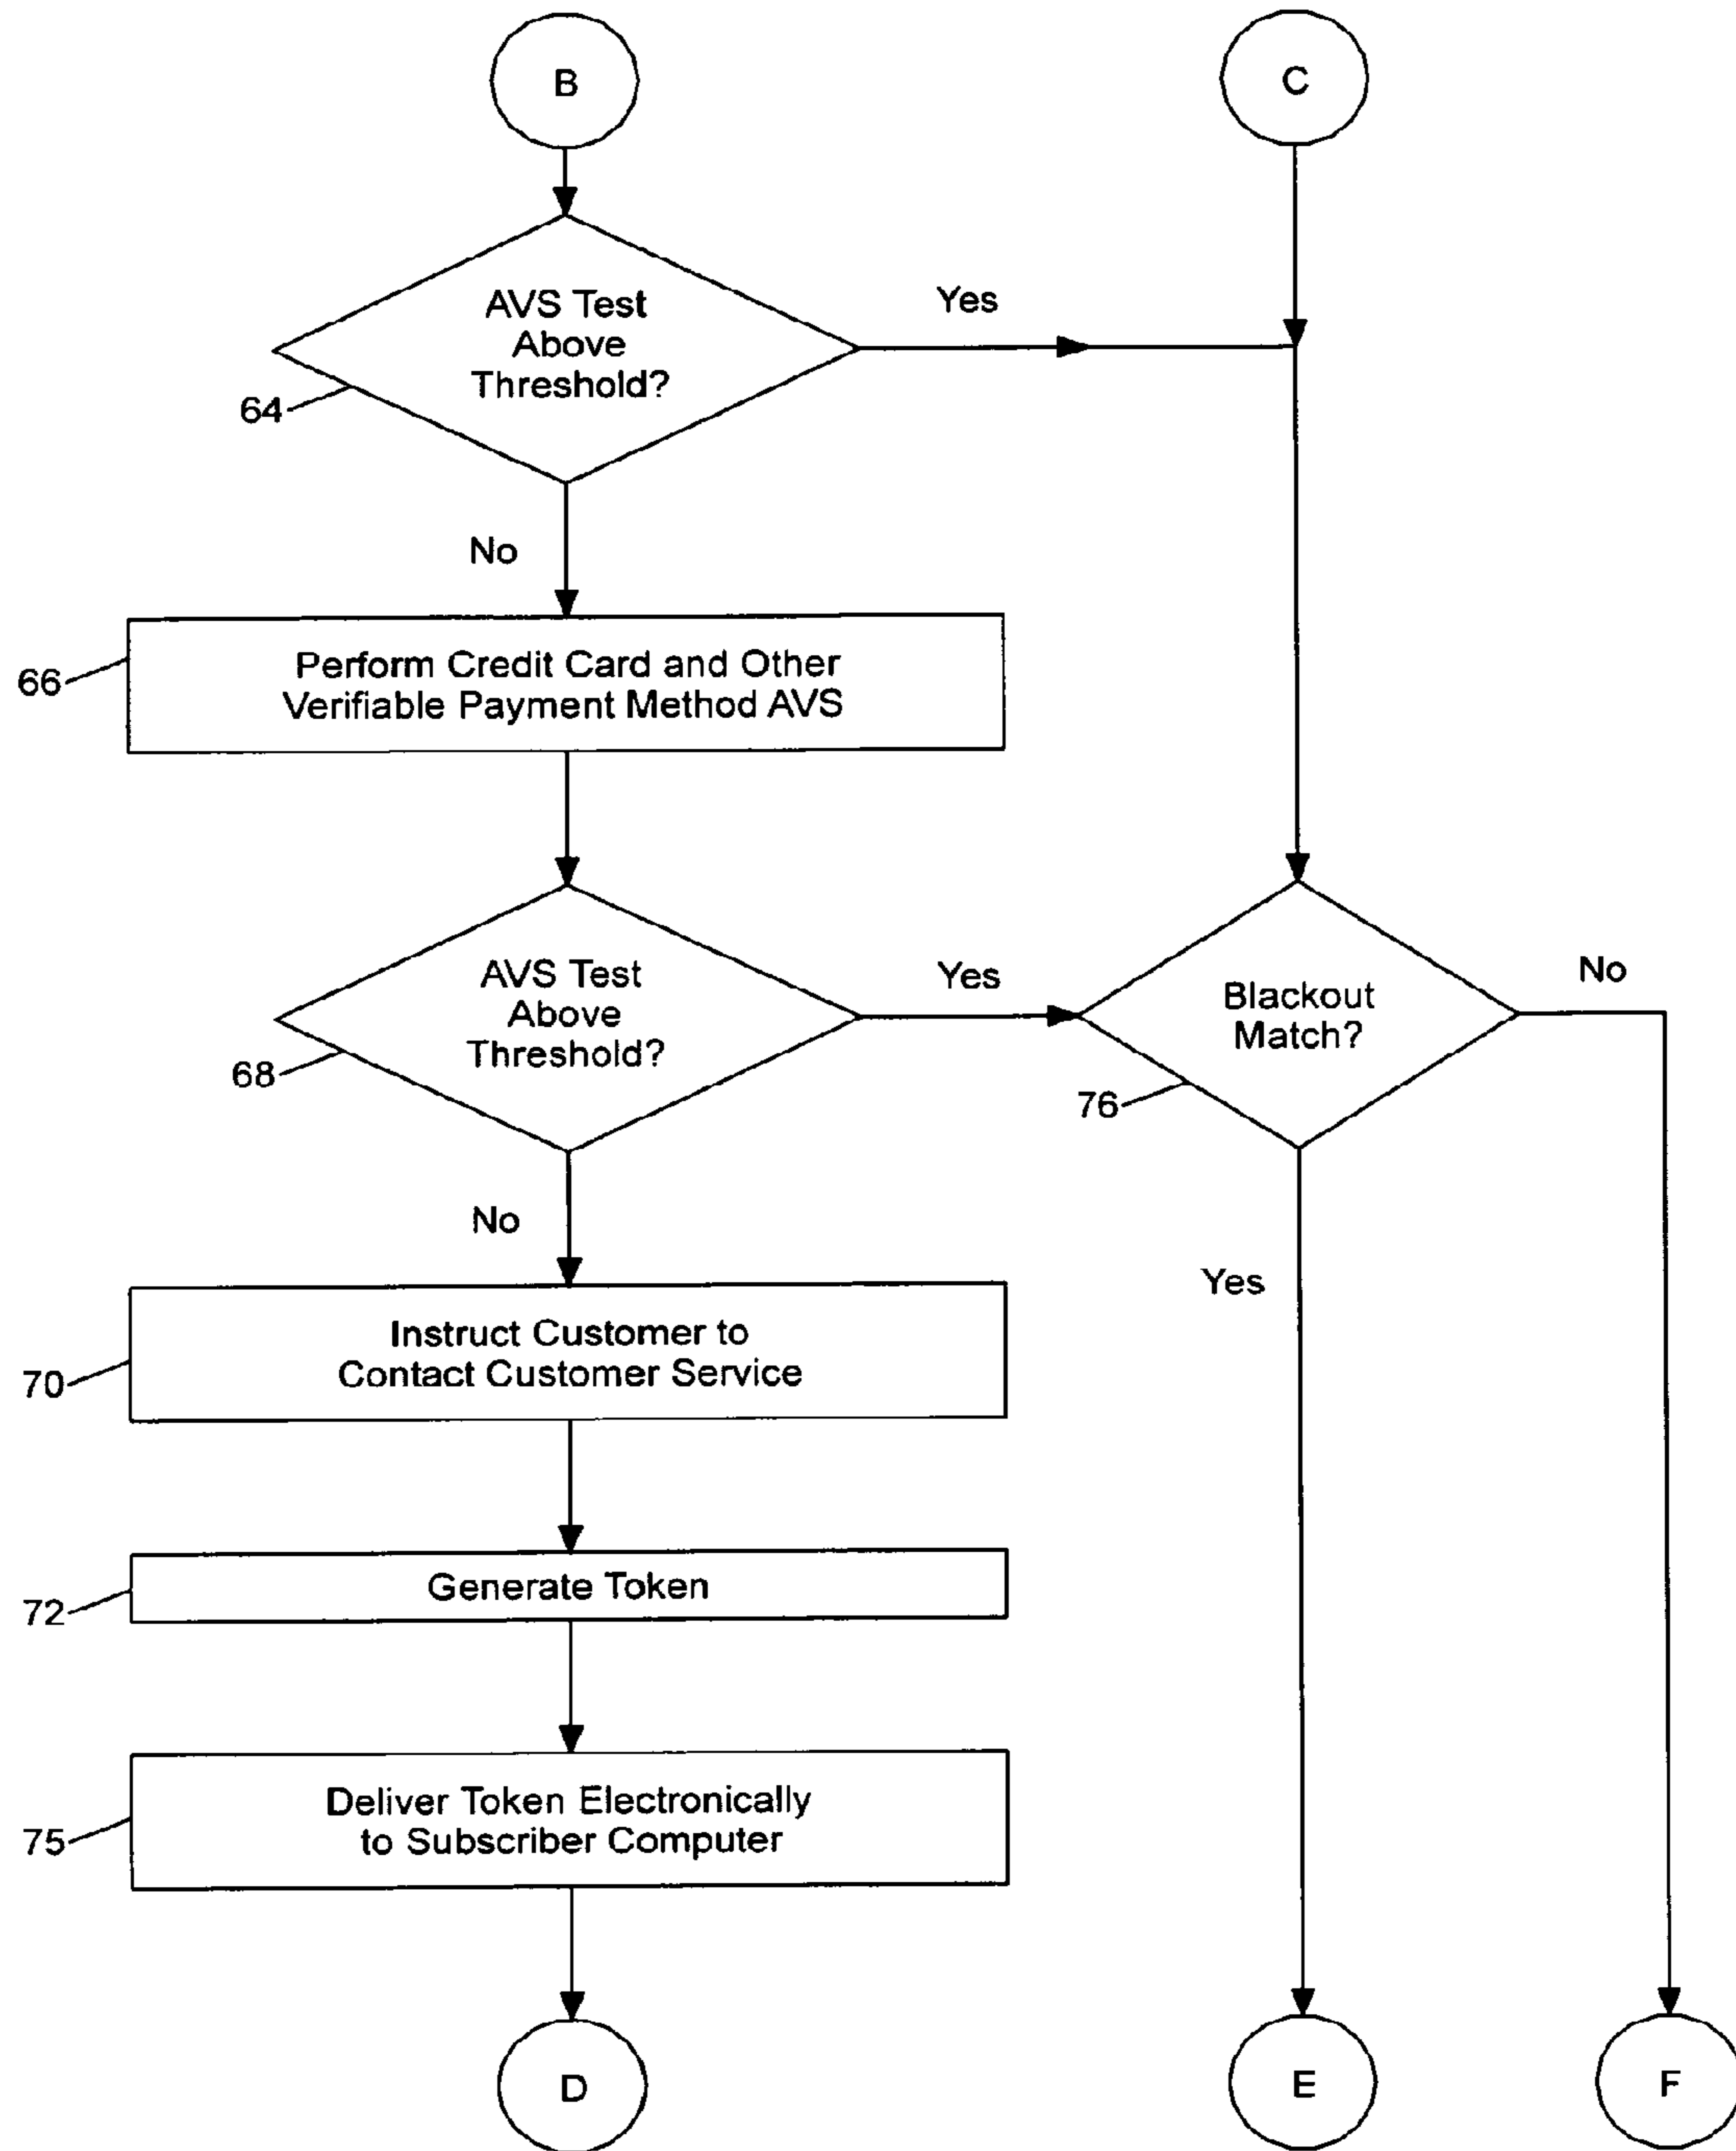 B
C
AVS Test
Above
Threshold?
Yes
64
No
66
Perform Credit Card and Other
Verifiable Payment Method AVS
AVS Test
Above
Threshold?
Yes
68
Blackout
Match?
No
76
No
Yes
Instruct Customer to
Contact Customer Service
70
Generate Token
72
Deliver Token Electronically
to Subscriber Computer
75
D
E
F